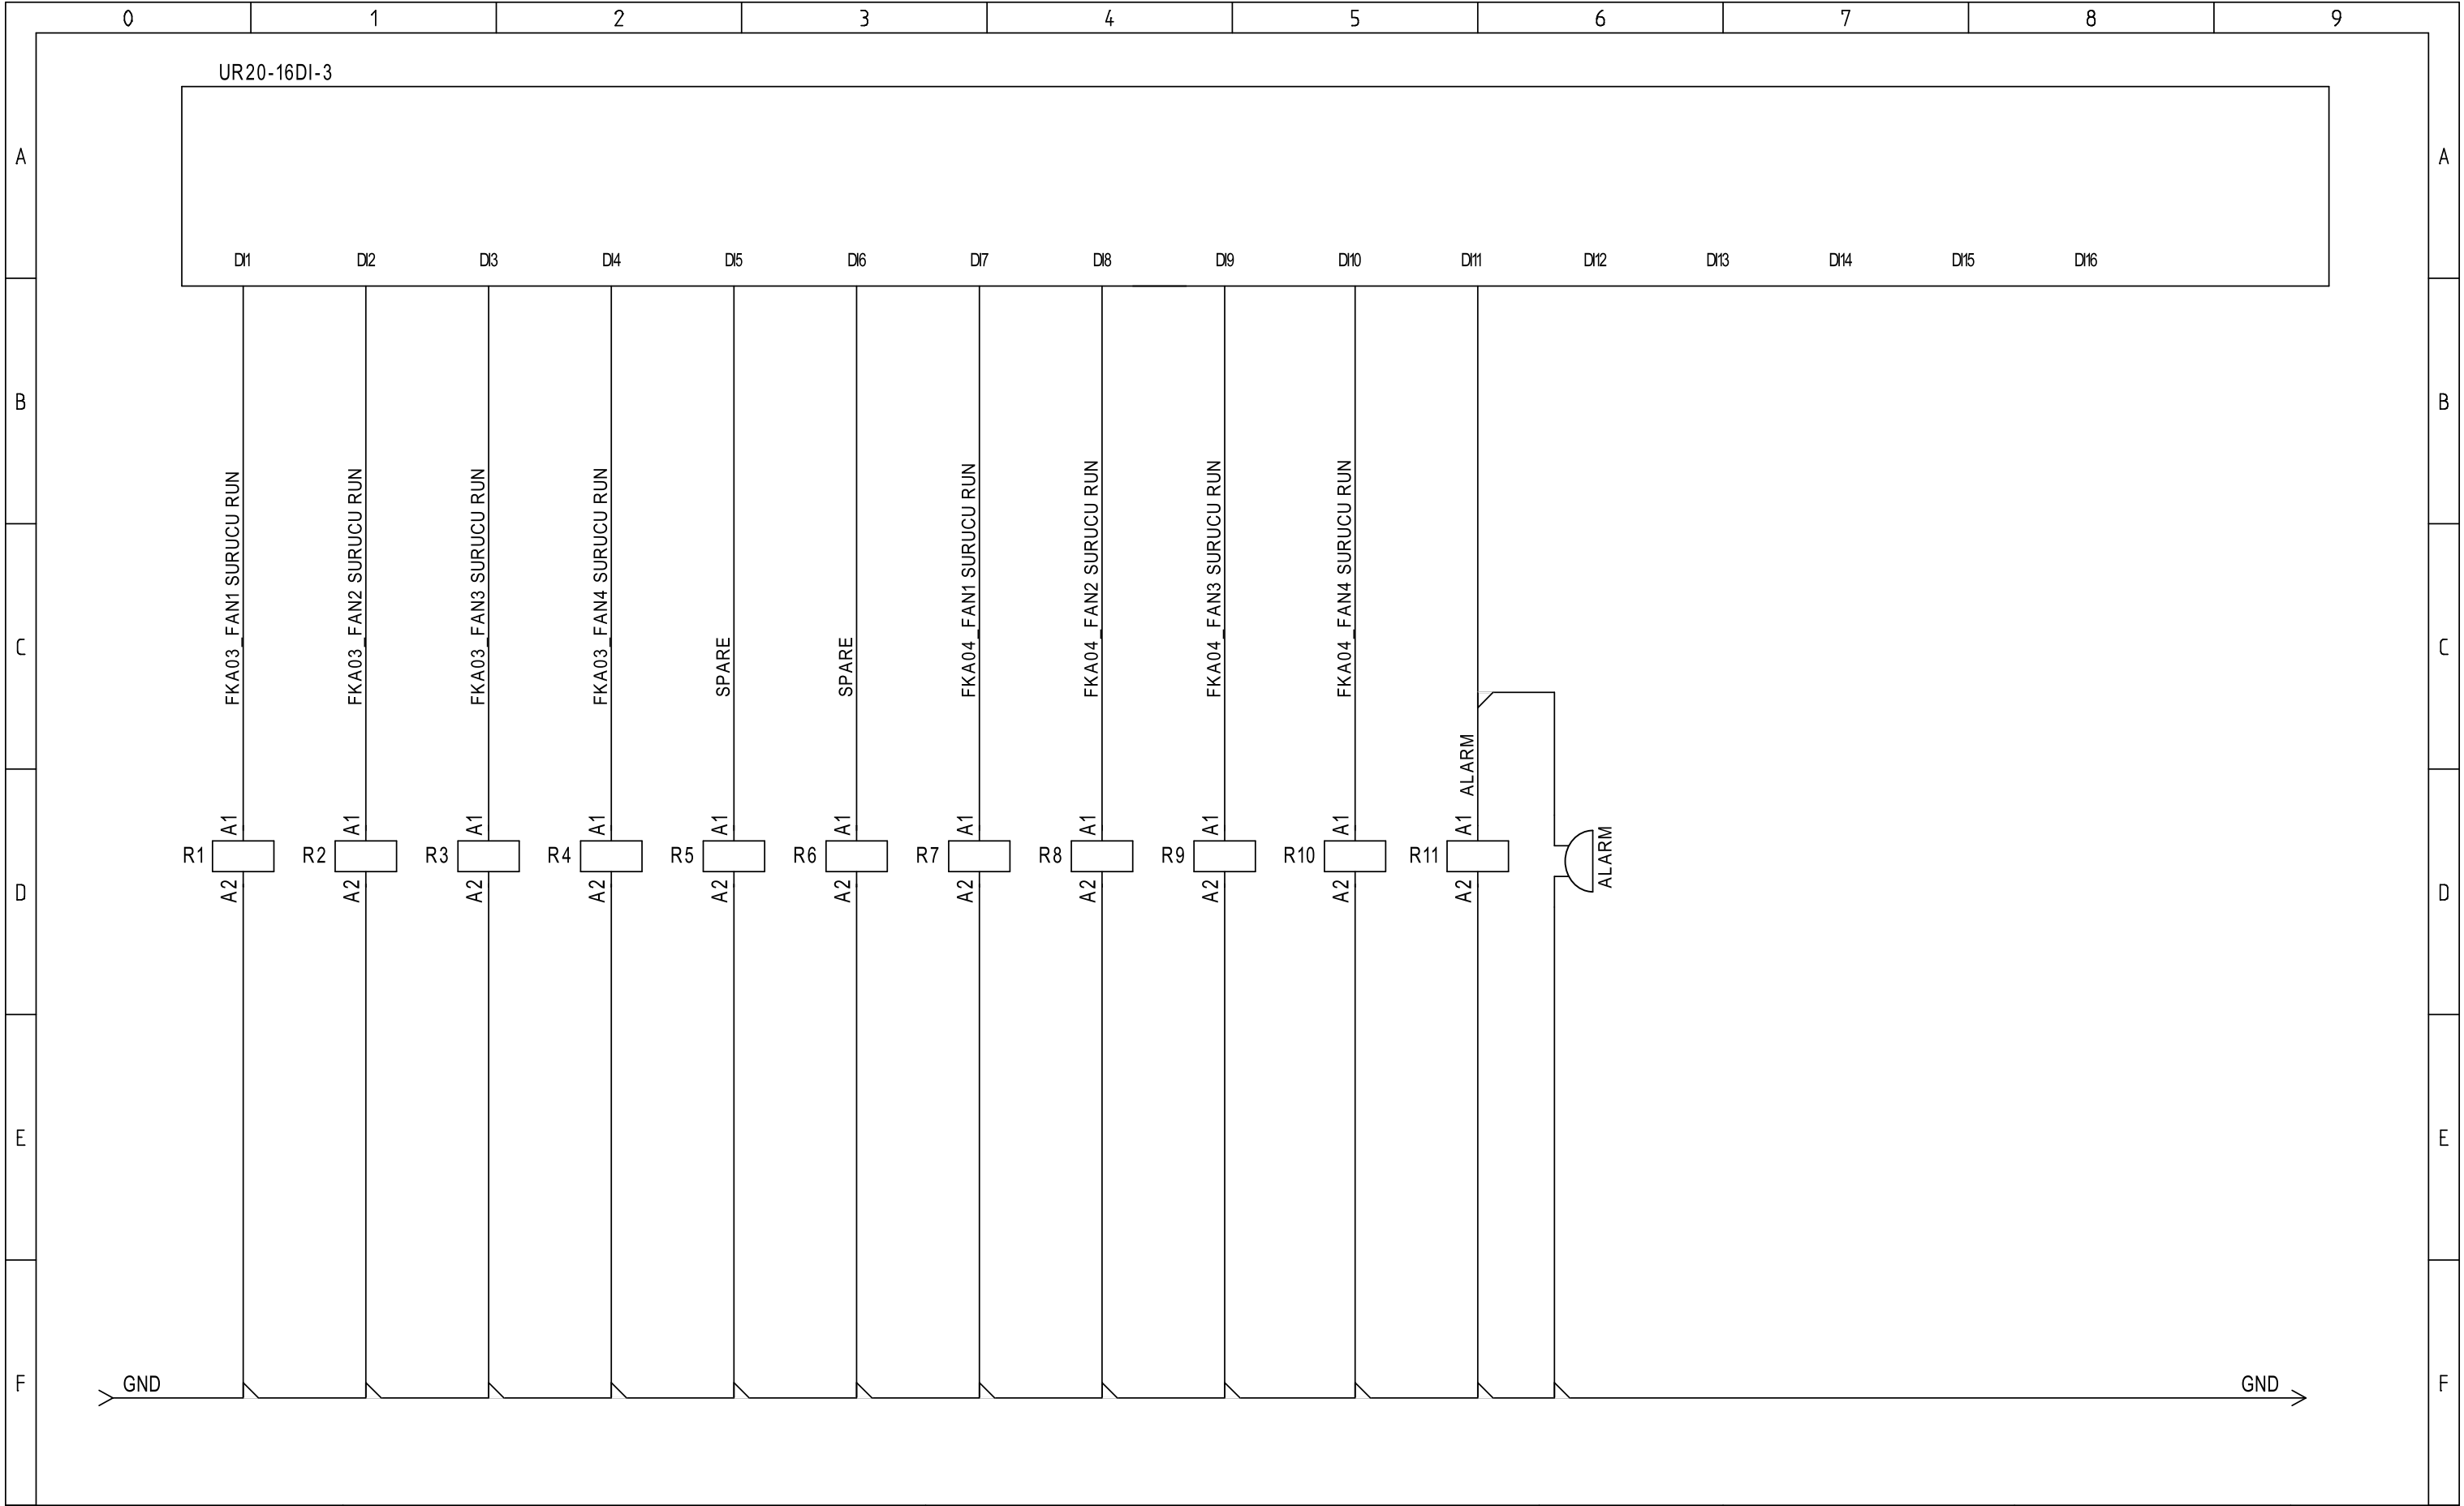 0 1 2 3 4 5 6 7 8 9
UR20-16DI-3
A A
DI1 DI2 DI3 DI4 DI5 DI6 DI7 DI8 DI9 DI10 DI11 DI12 DI13 DI14 DI15 DI16
B B
FKA03_FAN1 SURUCU RUN
FKA03_FAN2 SURUCU RUN
FKA03_FAN3 SURUCU RUN
FKA03_FAN4 SURUCU RUN
SPARE
SPARE
FKA04_FAN1 SURUCU RUN
FKA04_FAN2 SURUCU RUN
FKA04_FAN3 SURUCU RUN
FKA04_FAN4 SURUCU RUN
ALARM
C C
A1 A1 A1 A1 A1 A1 A1 A1 A1 A1 A1
R1 R2 R3 R4 R5 R6 R7 R8 R9 R10 R11 ALARM
A2 A2 A2 A2 A2 A2 A2 A2 A2 A2 A2
D D
E E
F GND GND F